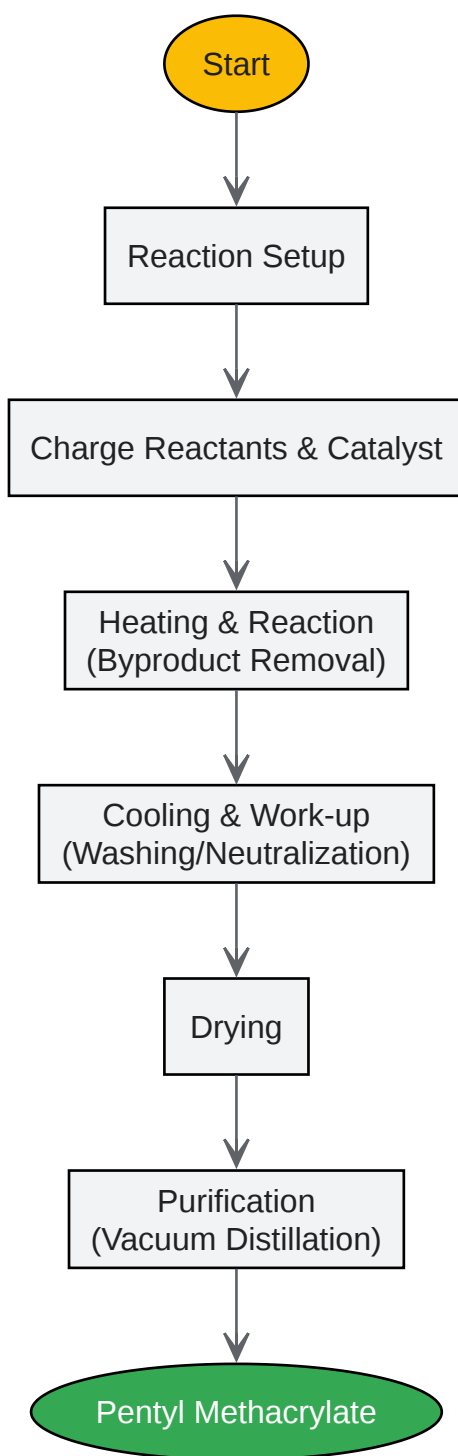 Start
Reaction Setup
Charge Reactants & Catalyst
Heating & Reaction
(Byproduct Removal)
Cooling & Work-up
(Washing/Neutralization)
Drying
Purification
(Vacuum Distillation)
Pentyl Methacrylate